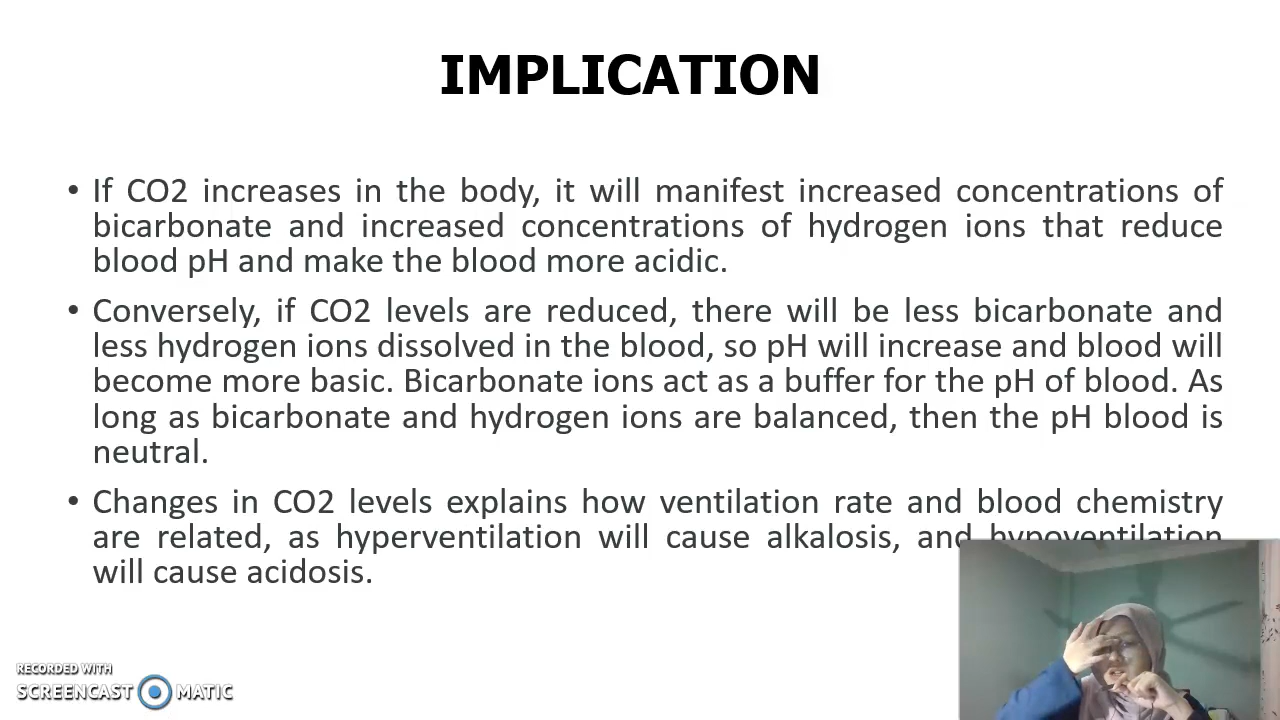 IMPLICATION
• If CO2 increases in the body, it will manifest increased concentrations of
bicarbonate and increased concentrations of hydrogen ions that reduce
blood pH and make the blood more acidic.
• Conversely, if CO2 levels are reduced, there will be less bicarbonate and
less hydrogen ions dissolved in the blood, so pH will increase and blood will
become more basic. Bicarbonate ions act as a buffer for the pH of blood. As
long as bicarbonate and hydrogen ions are balanced, then the pH blood is
neutral.
• Changes in CO2 levels explains how ventilation rate and blood chemistry
are related, as hyperventilation will cause alkalosis, and hypoventilation
will cause acidosis.
RECORDED WITH
SCREENCAST MATIC